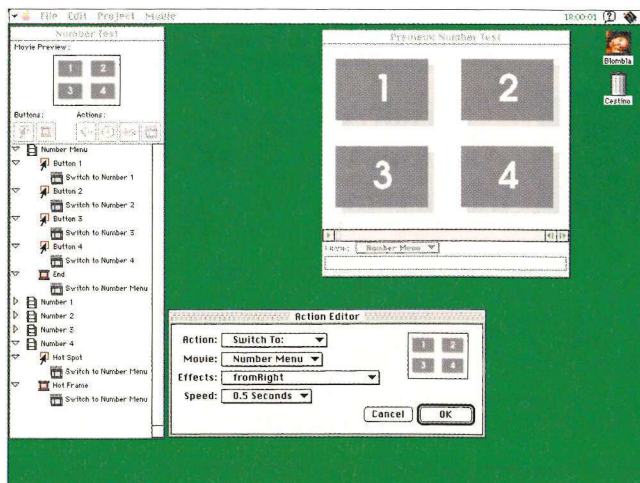 File Edit Project Movie
18:00:01
Number Test
Movie Preview:
1 2
3 4
Buttons: Actions:
Number Menu
Button 1
Switch to Number 1
Button 2
Switch to Number 2
Button 3
Switch to Number 3
Button 4
Switch to Number 4
End
Switch to Number Menu
Number 1
Number 2
Number 3
Number 4
Hot Spot
Switch to Number Menu
Hot Frame
Switch to Number Menu
Preview: Number Test
1 2
3 4
Movie: Number Menu
Blombla
Cestino
Action Editor
Action: Switch To:
Movie: Number Menu
Effects: fromRight
Speed: 0.5 Seconds
1 2
3 4
Cancel OK